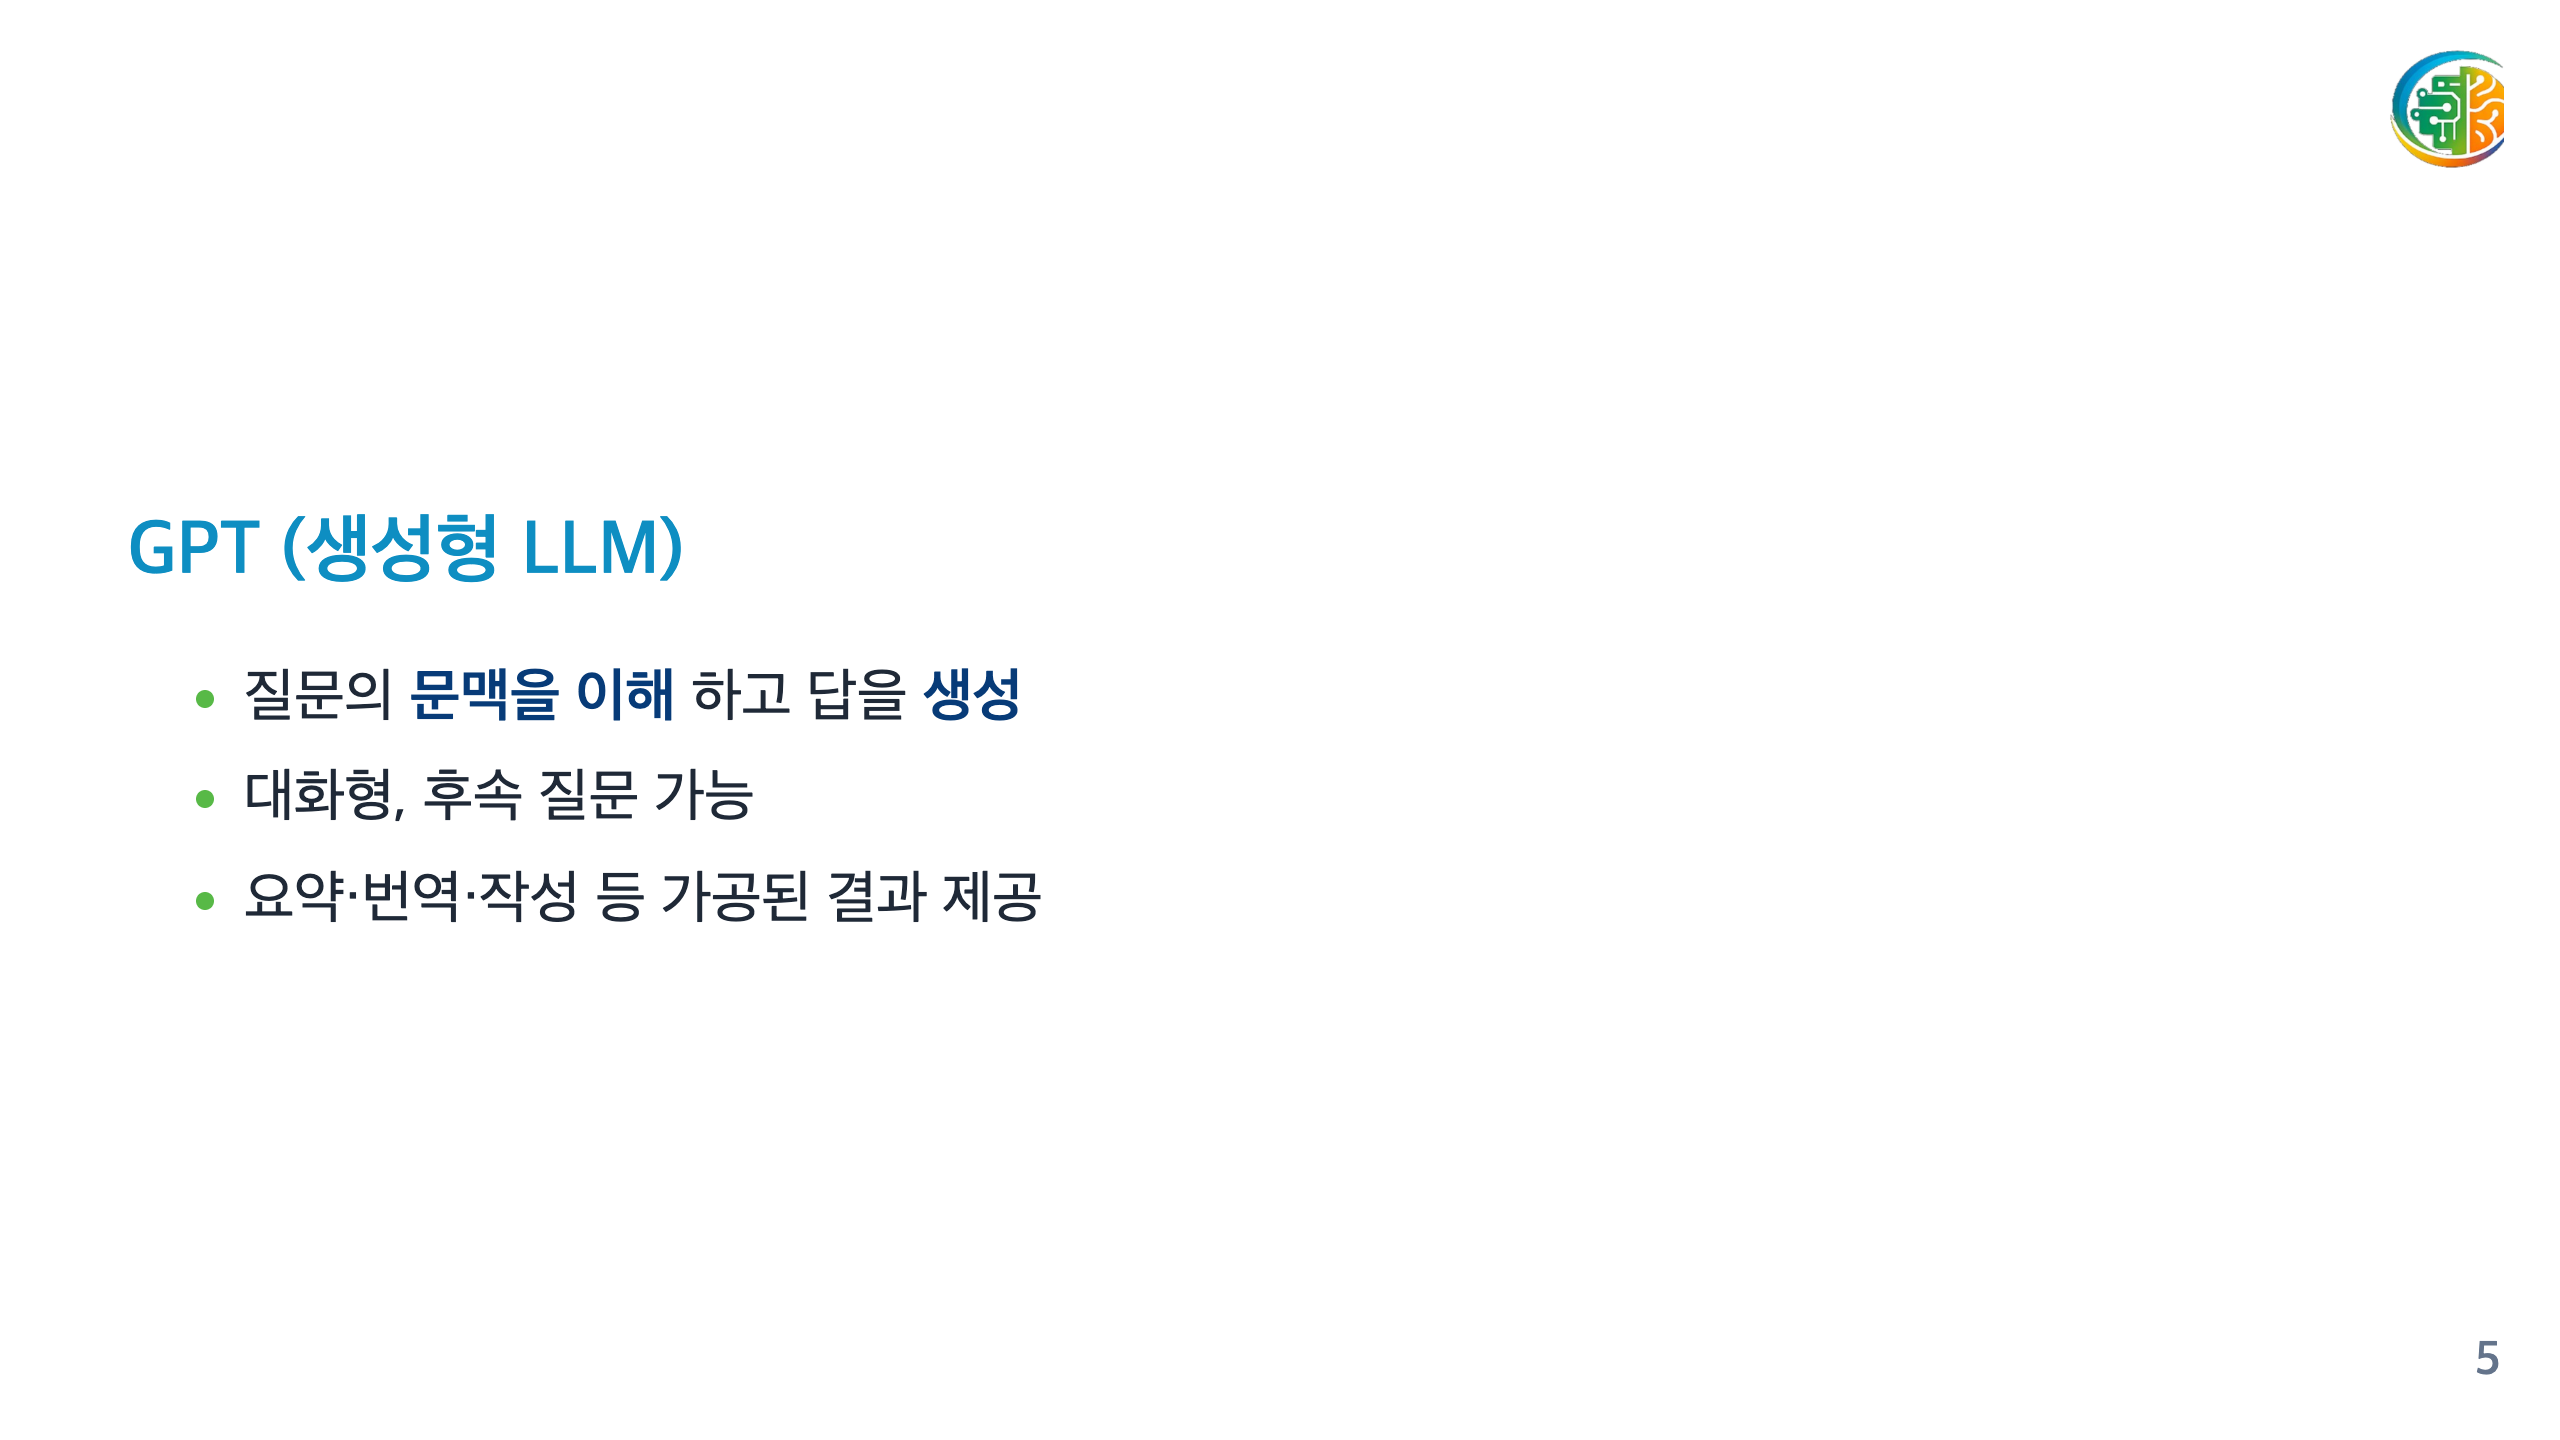 GPT (생성형 LLM)
• 질문의 문맥을 이해 하고 답을 생성
• 대화형, 후속 질문 가능
• 요약·번역·작성 등 가공된 결과 제공
5